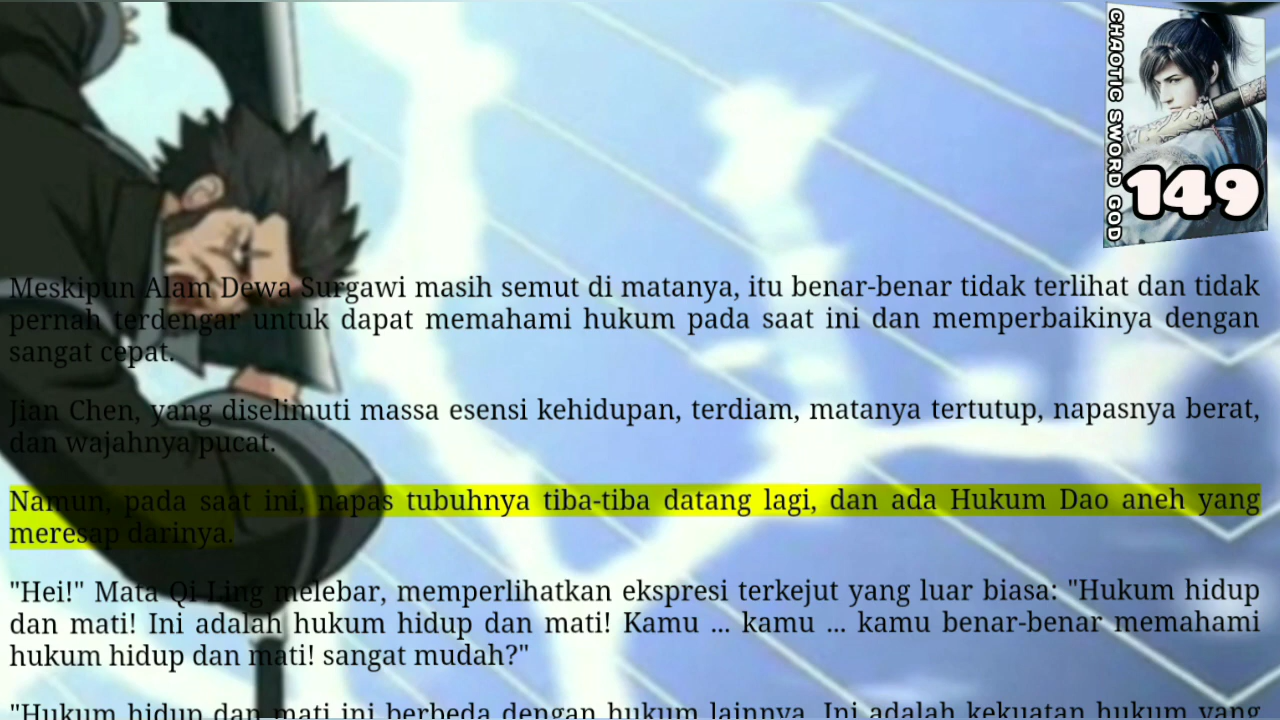 CHAOTIC SWORD GOD
149
Meskipun Alam Dewa Surgawi masih semut di matanya, itu benar-benar tidak terlihat dan tidak
pernah terdengar untuk dapat memahami hukum pada saat ini dan memperbaikinya dengan
sangat cepat.
Jian Chen, yang diselimuti massa esensi kehidupan, terdiam, matanya tertutup, napasnya berat,
dan wajahnya pucat.
Namun, pada saat ini, napas tubuhnya tiba-tiba datang lagi, dan ada Hukum Dao aneh yang
meresap darinya.
"Hei!" Mata Qi Ling melebar, memperlihatkan ekspresi terkejut yang luar biasa: "Hukum hidup
dan mati! Ini adalah hukum hidup dan mati! Kamu ... kamu ... kamu benar-benar memahami
hukum hidup dan mati! sangat mudah?"
"Hukum hidup dan mati ini berbeda dengan hukum lainnya. Ini adalah kekuatan hukum yang